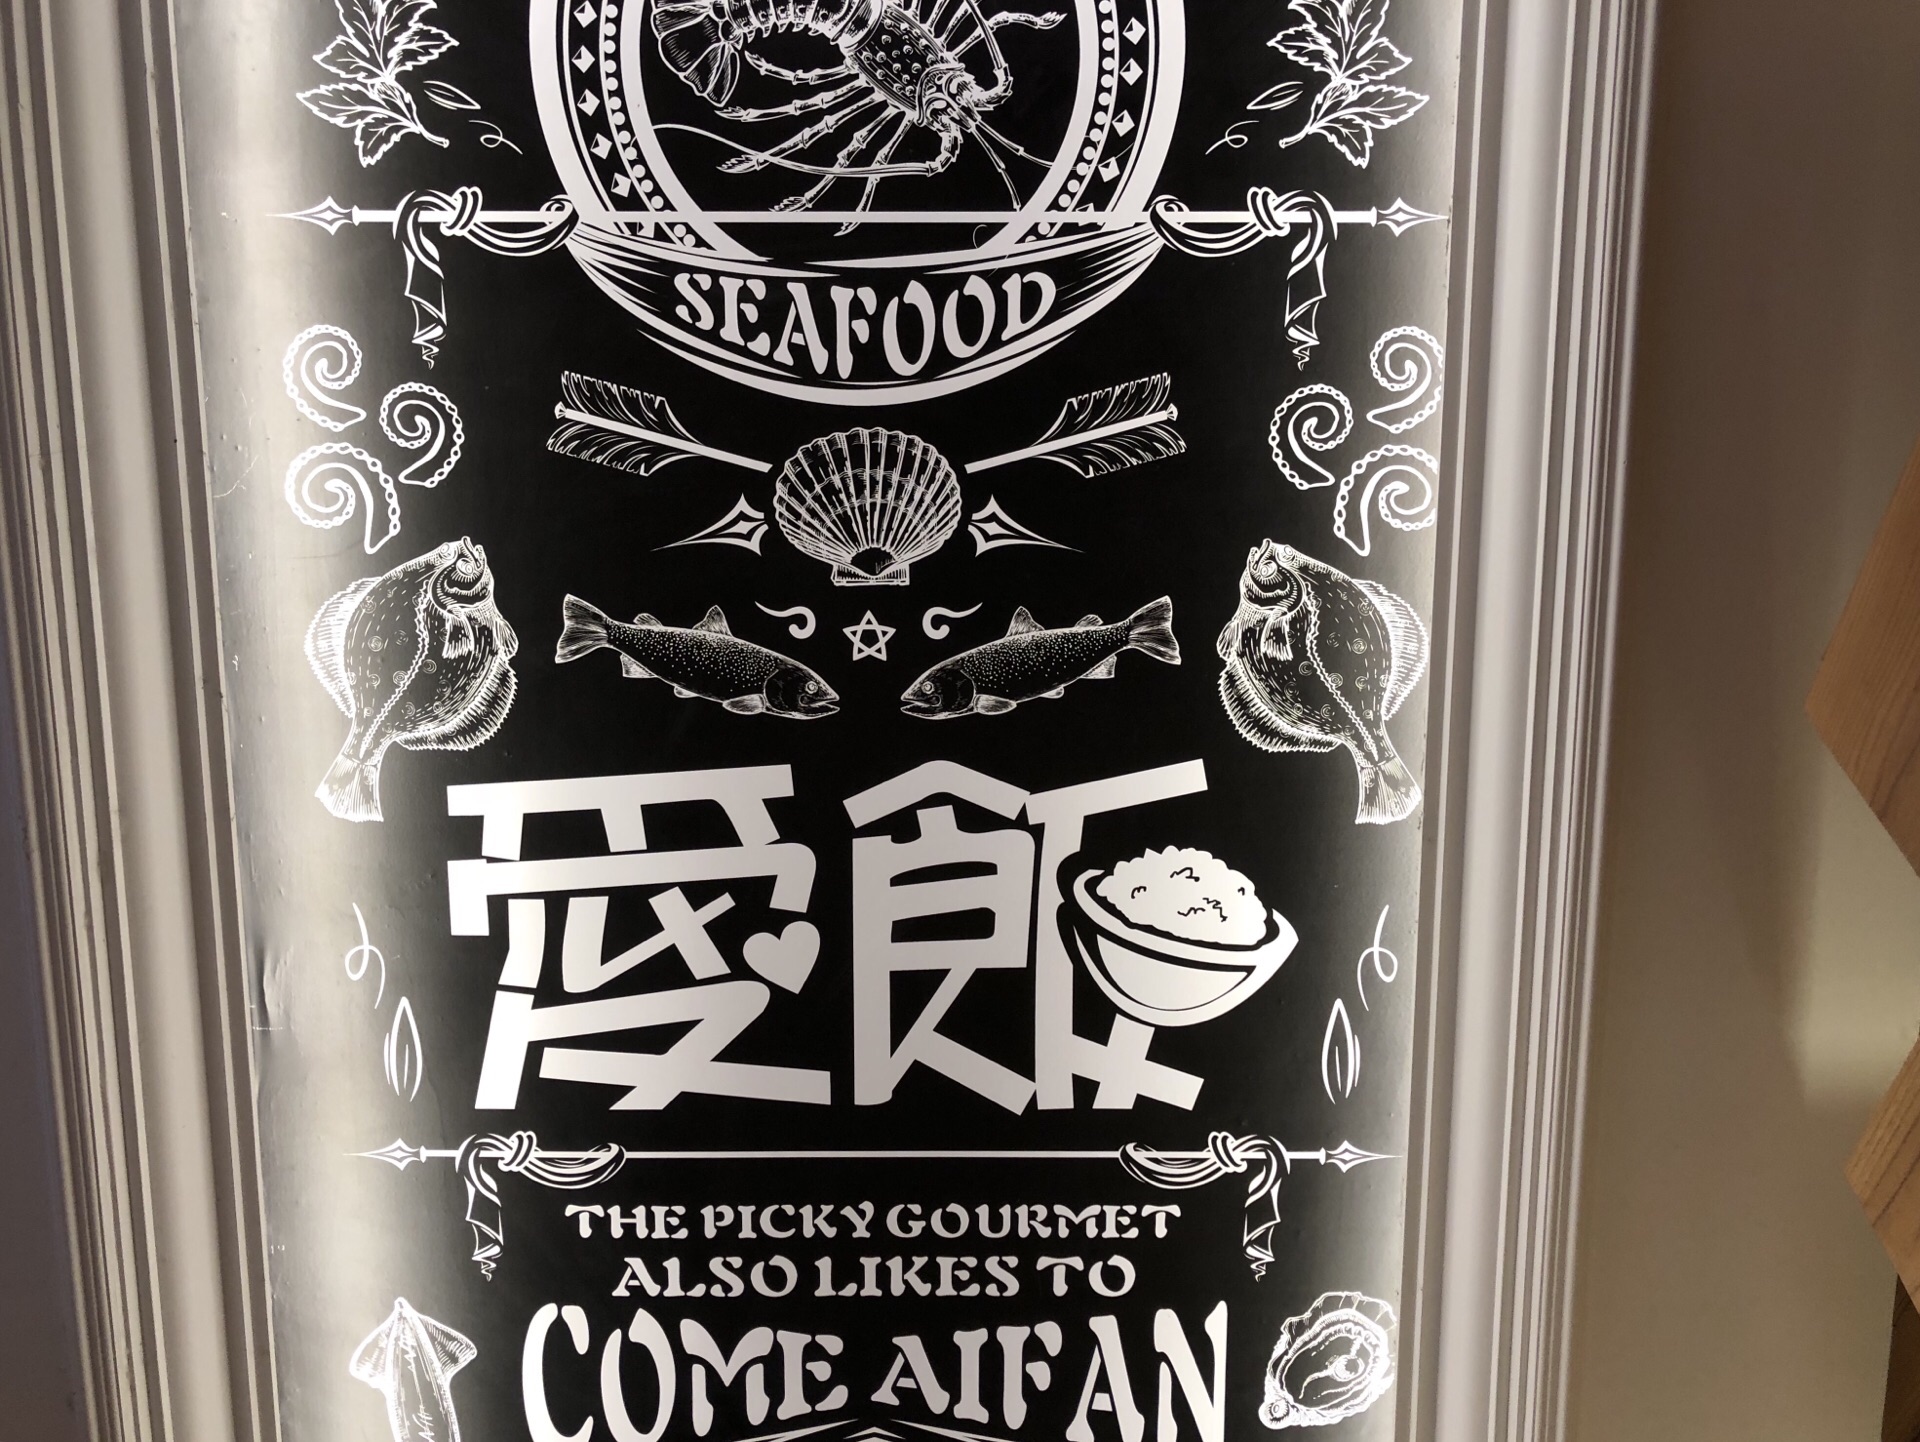 SEAFOOD
愛飯
THE PICKY GOURMET
ALSO LIKES TO
COME AIFAN